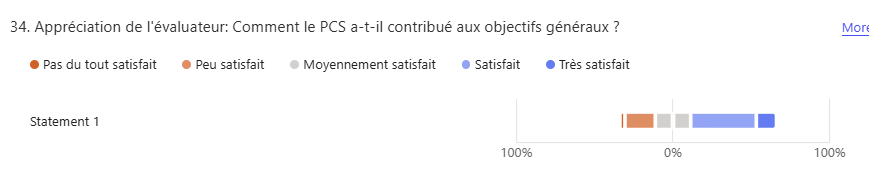 34. Appréciation de l'évaluateur: Comment le PCS a-t-il contribué aux objectifs généraux ?
More
Pas du tout satisfait
Peu satisfait
Moyennement satisfait
Satisfait
Très satisfait
Statement 1
100%
0%
100%